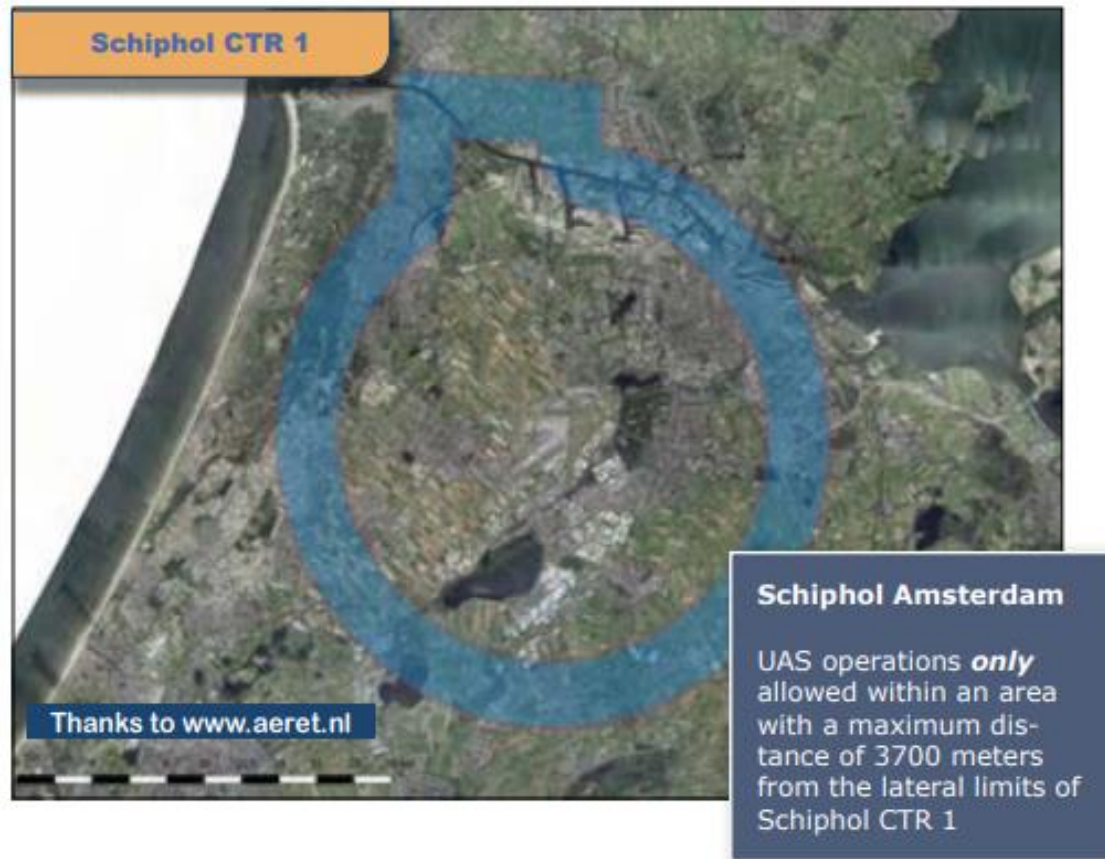 Schiphol CTR 1
Thanks to www.aeret.nl
Schiphol Amsterdam
UAS operations only
allowed within an area
with a maximum dis-
tance of 3700 meters
from the lateral limits of
Schiphol CTR 1